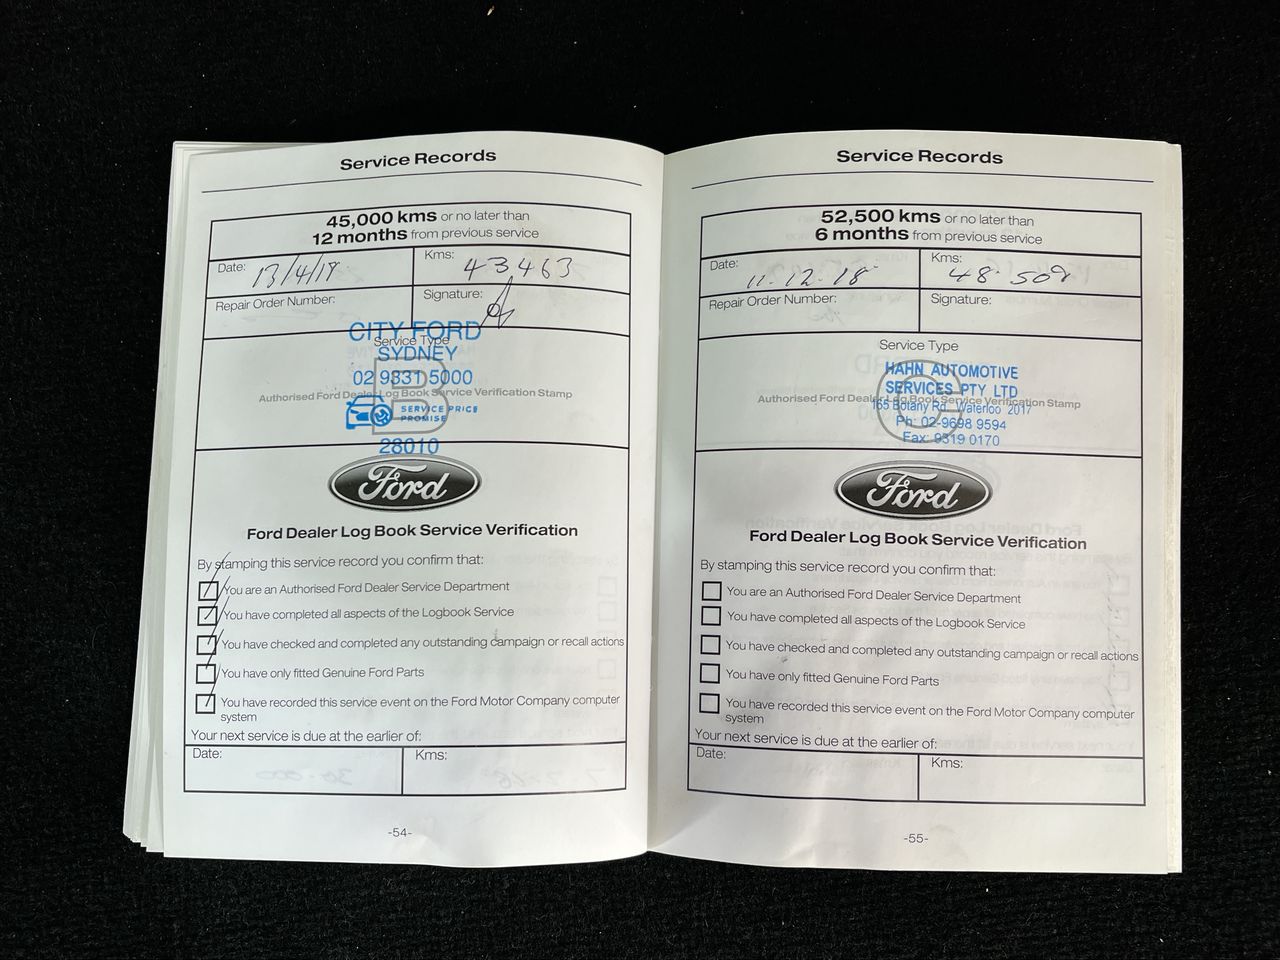 Service Records
45,000 kms or no later than
12 months from previous service
Date: 13/4/18
Kms: 43463
Repair Order Number:
Signature:
CITY FORD
Service Type
SYDNEY
B
02 9331 5000
Authorised Ford Dealer Log Book Service Verification Stamp
SERVICE PRICE
PROMISE
28010
Ford
Ford Dealer Log Book Service Verification
By stamping this service record you confirm that:
You are an Authorised Ford Dealer Service Department
You have completed all aspects of the Logbook Service
You have checked and completed any outstanding campaign or recall actions
You have only fitted Genuine Ford Parts
You have recorded this service event on the Ford Motor Company computer
system
Your next service is due at the earlier of:
Date:
Kms:
-54-
Service Records
52,500 kms or no later than
6 months from previous service
Date: 11.12.18
Kms: 48.509
Repair Order Number:
Signature:
Service Type
C
HAHN AUTOMOTIVE
SERVICES PTY LTD
Authorised Ford Dealer Log Book Service Verification Stamp
165 Botany Rd, Waterloo 2017
Ph: 02-9698 9594
Fax: 9319 0170
Ford
Ford Dealer Log Book Service Verification
By stamping this service record you confirm that:
You are an Authorised Ford Dealer Service Department
You have completed all aspects of the Logbook Service
You have checked and completed any outstanding campaign or recall actions
You have only fitted Genuine Ford Parts
You have recorded this service event on the Ford Motor Company computer
system
Your next service is due at the earlier of:
Date:
Kms:
-55-